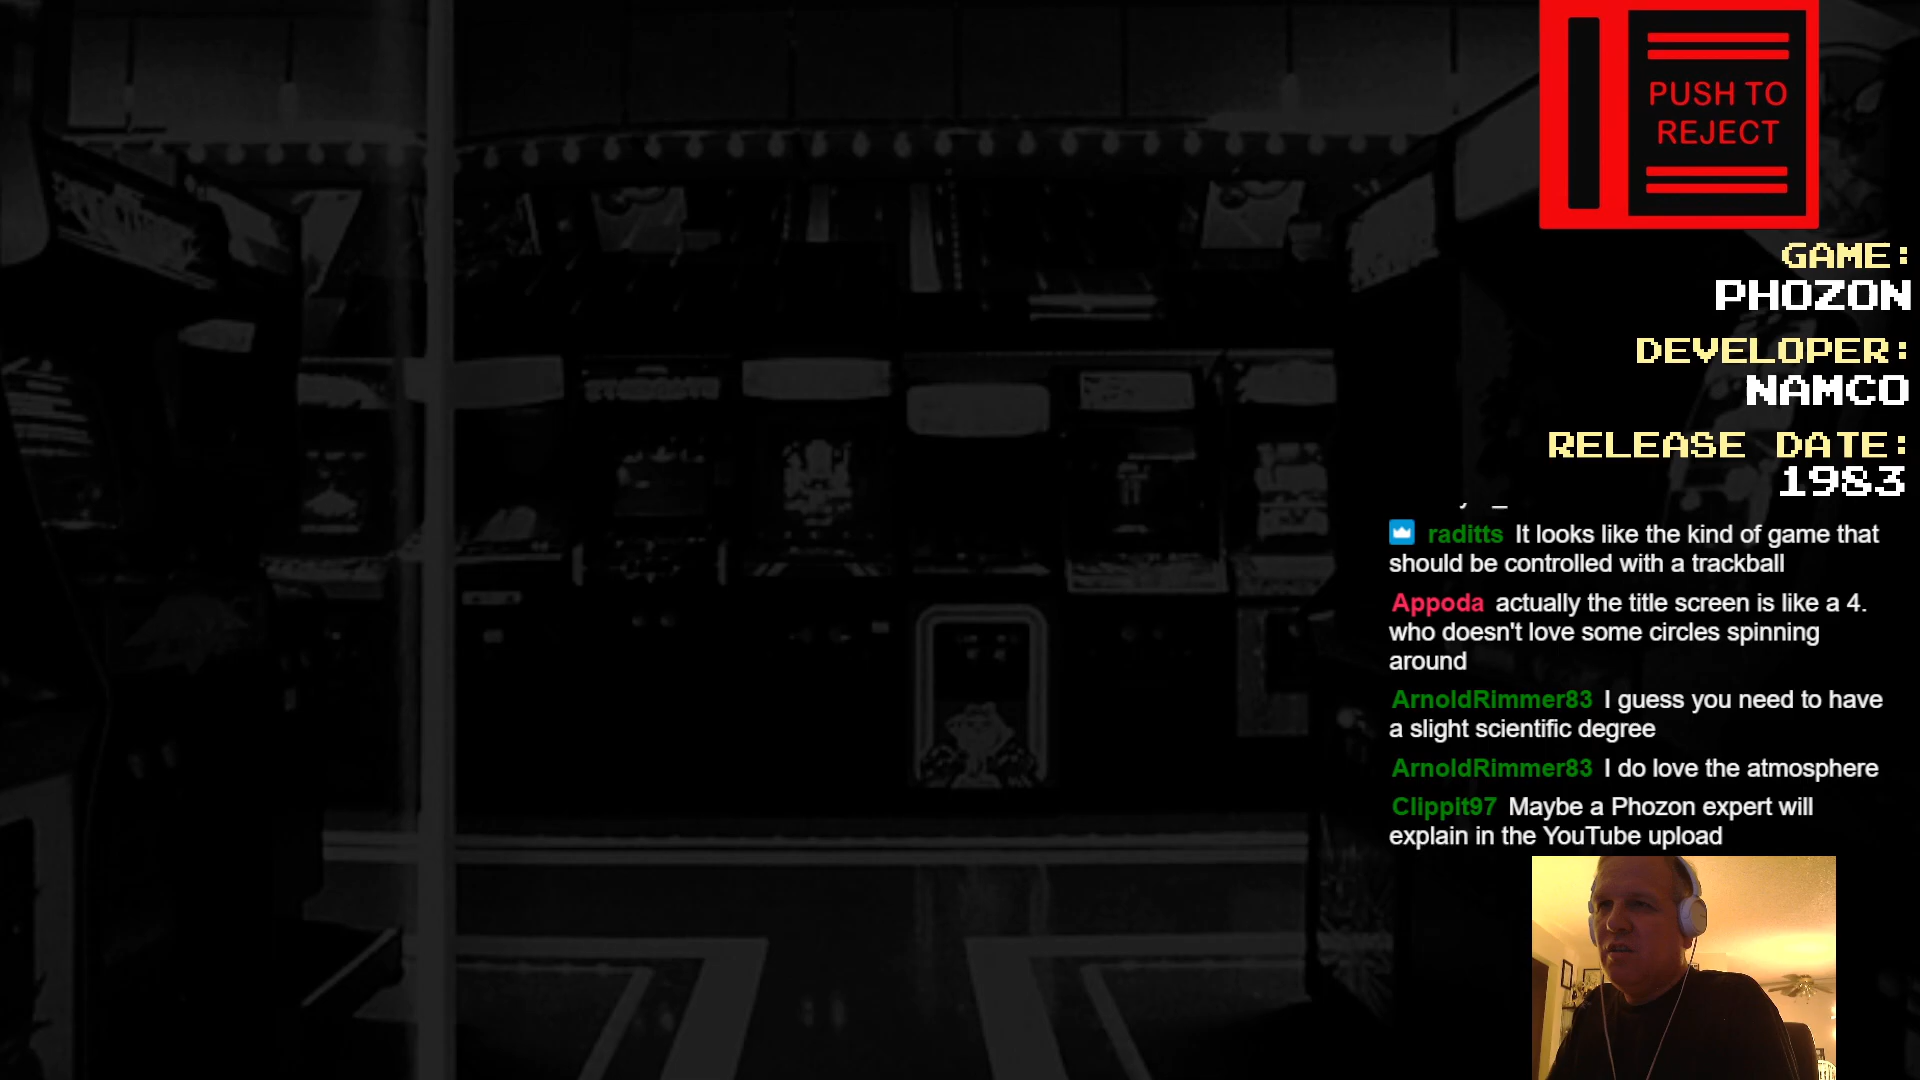 PUSH TO
REJECT
GAME:
PHOZON
DEVELOPER:
NAMCO
RELEASE DATE:
1983
raditts It looks like the kind of game that
should be controlled with a trackball
Appoda actually the title screen is like a 4.
who doesn't love some circles spinning
around
ArnoldRimmer83 I guess you need to have
a slight scientific degree
ArnoldRimmer83 I do love the atmosphere
Clippit97 Maybe a Phozon expert will
explain in the YouTube upload